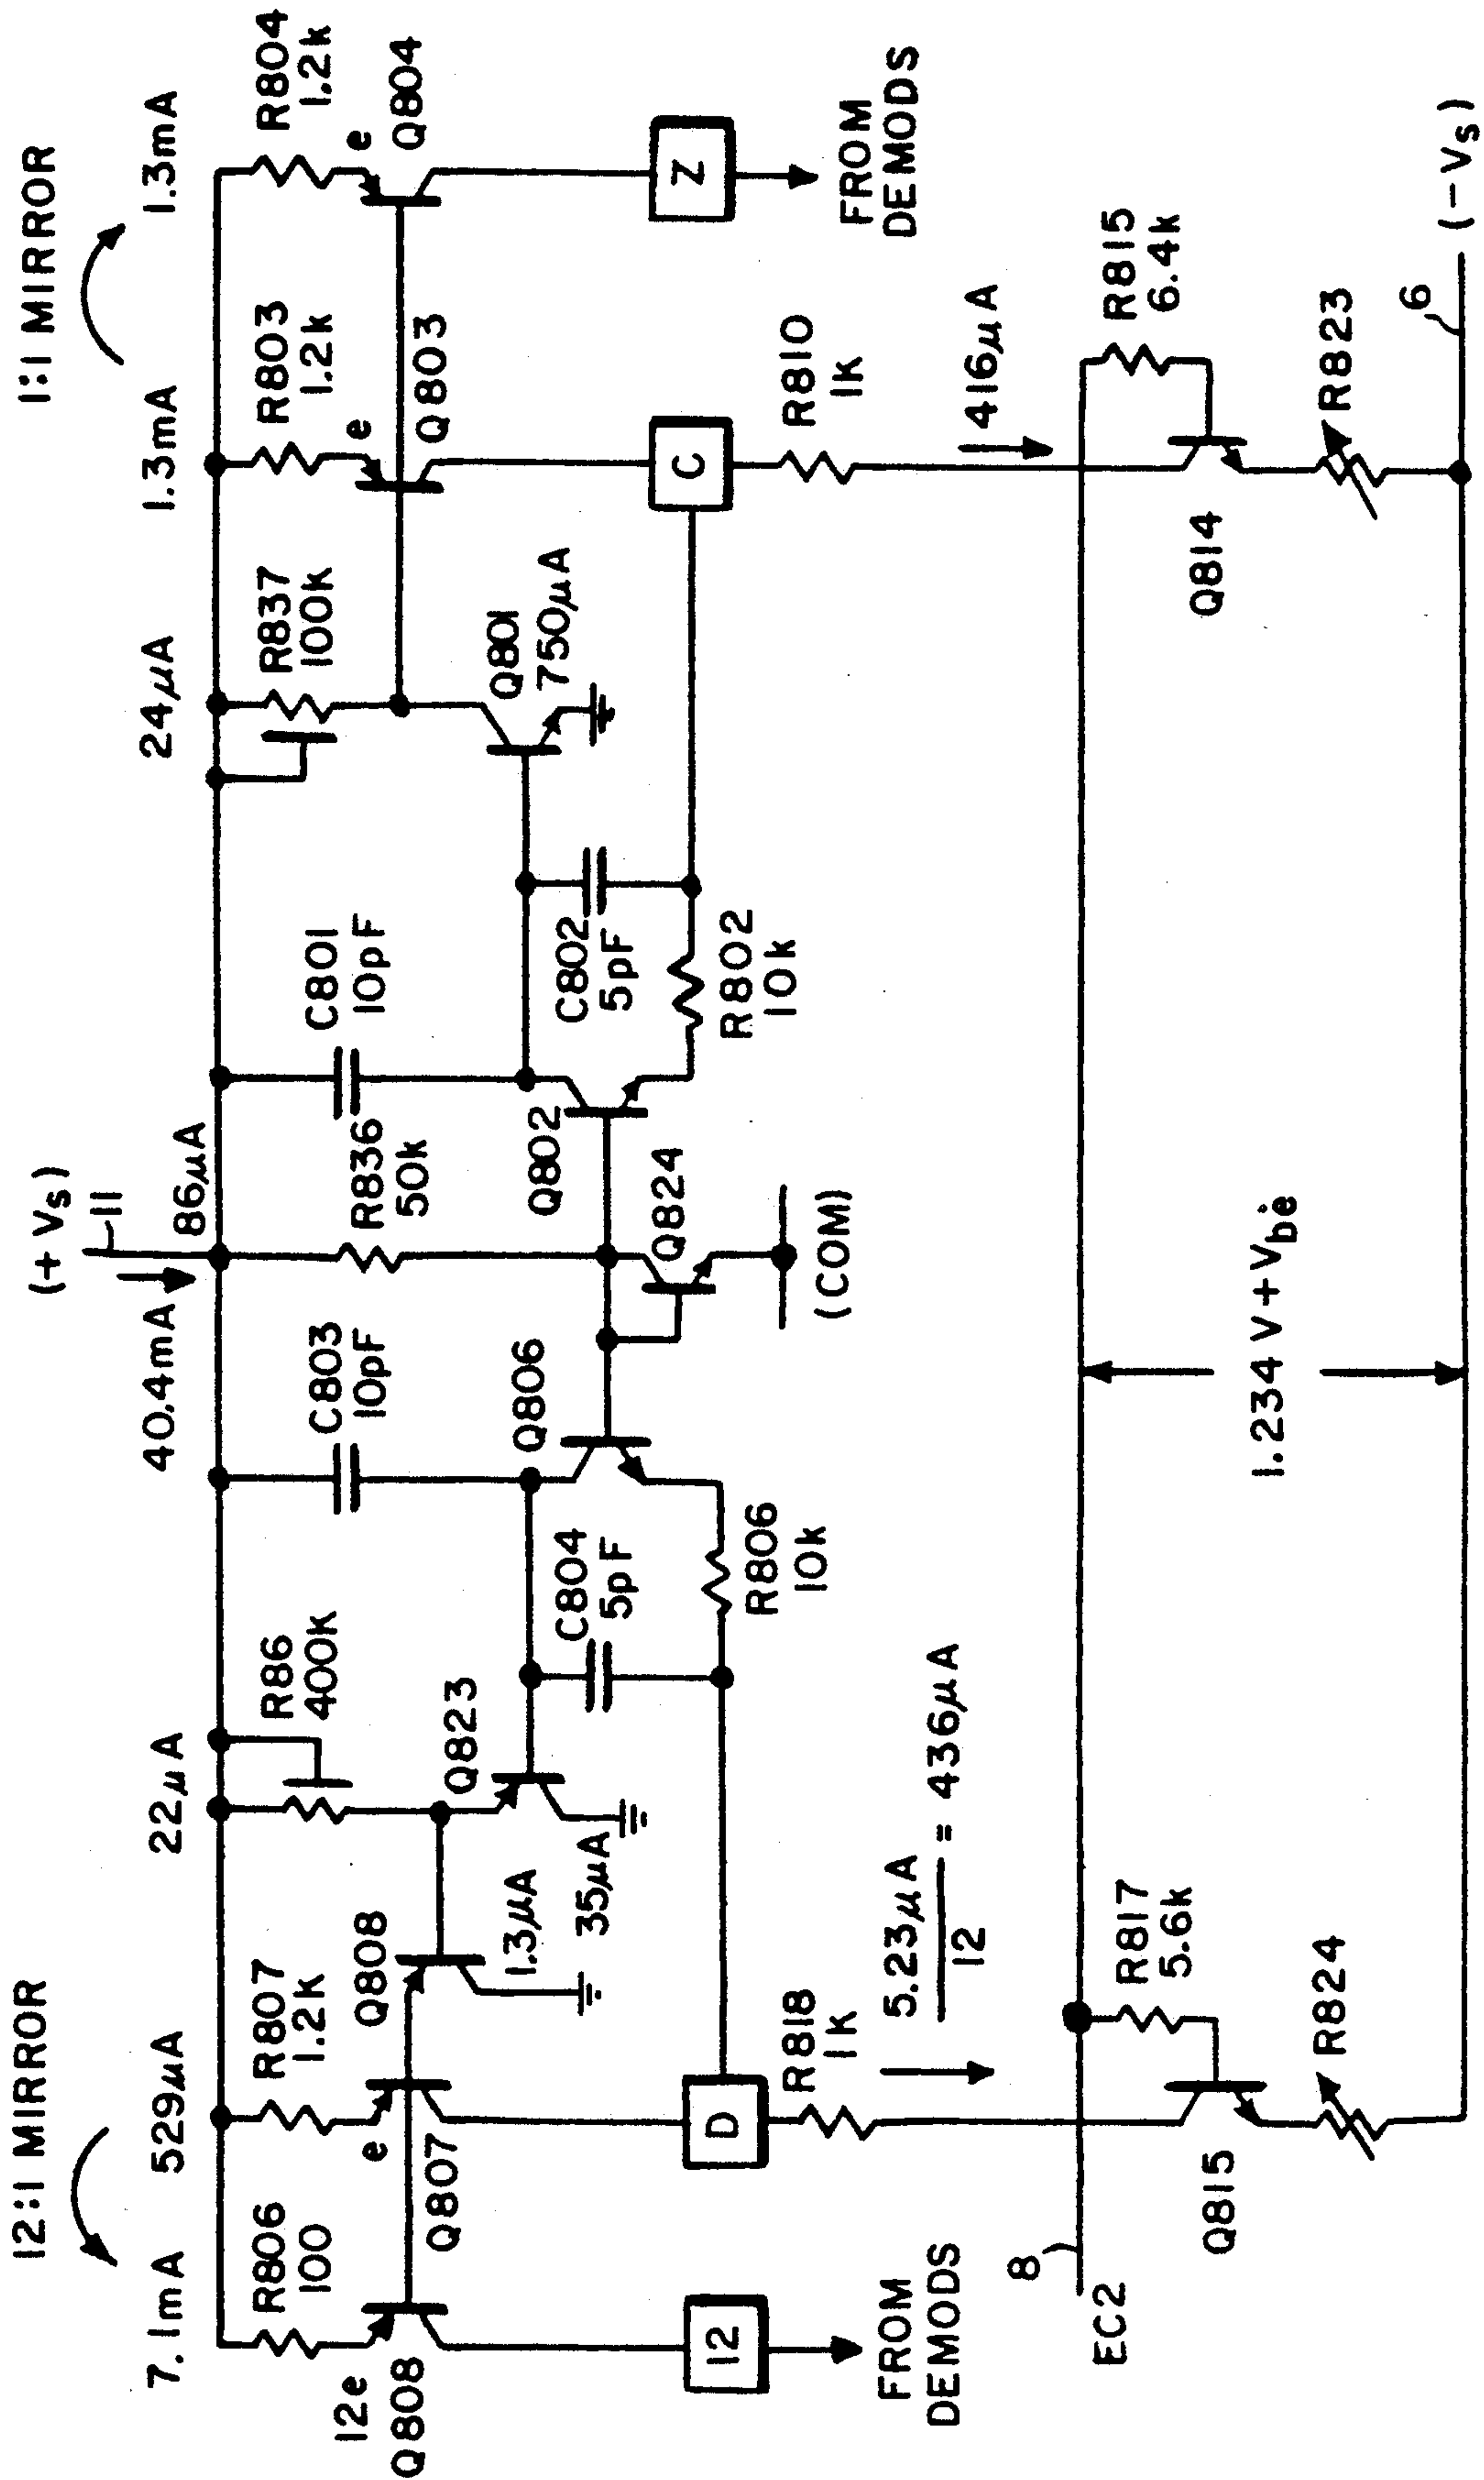 12:1 MIRROR
1:1 MIRROR
(+Vs)
11
7.1mA
529µA
22µA
40.4mA
86µA
24µA
1.3mA
1.3mA
R806
100
R807
1.2K
R86
400K
C803
10pF
R836
50k
C801
10pF
R837
100k
R803
1.2k
R804
1.2k
12e
Q808
e
Q807
Q808
1.3µA
Q823
35µA
C804
5pF
Q806
R806
10k
Q824
(COM)
Q802
C802
5pF
R802
10k
Q801
750µA
e
Q803
e
Q804
12
FROM
DEMODS
D
R818
1K
5.23µA
12
= 436µA
C
R810
1K
416µA
Z
FROM
DEMODS
8
EC2
R817
5.6k
Q815
R824
1.234V+Vbe
R815
6.4k
Q814
R823
6
(-Vs)